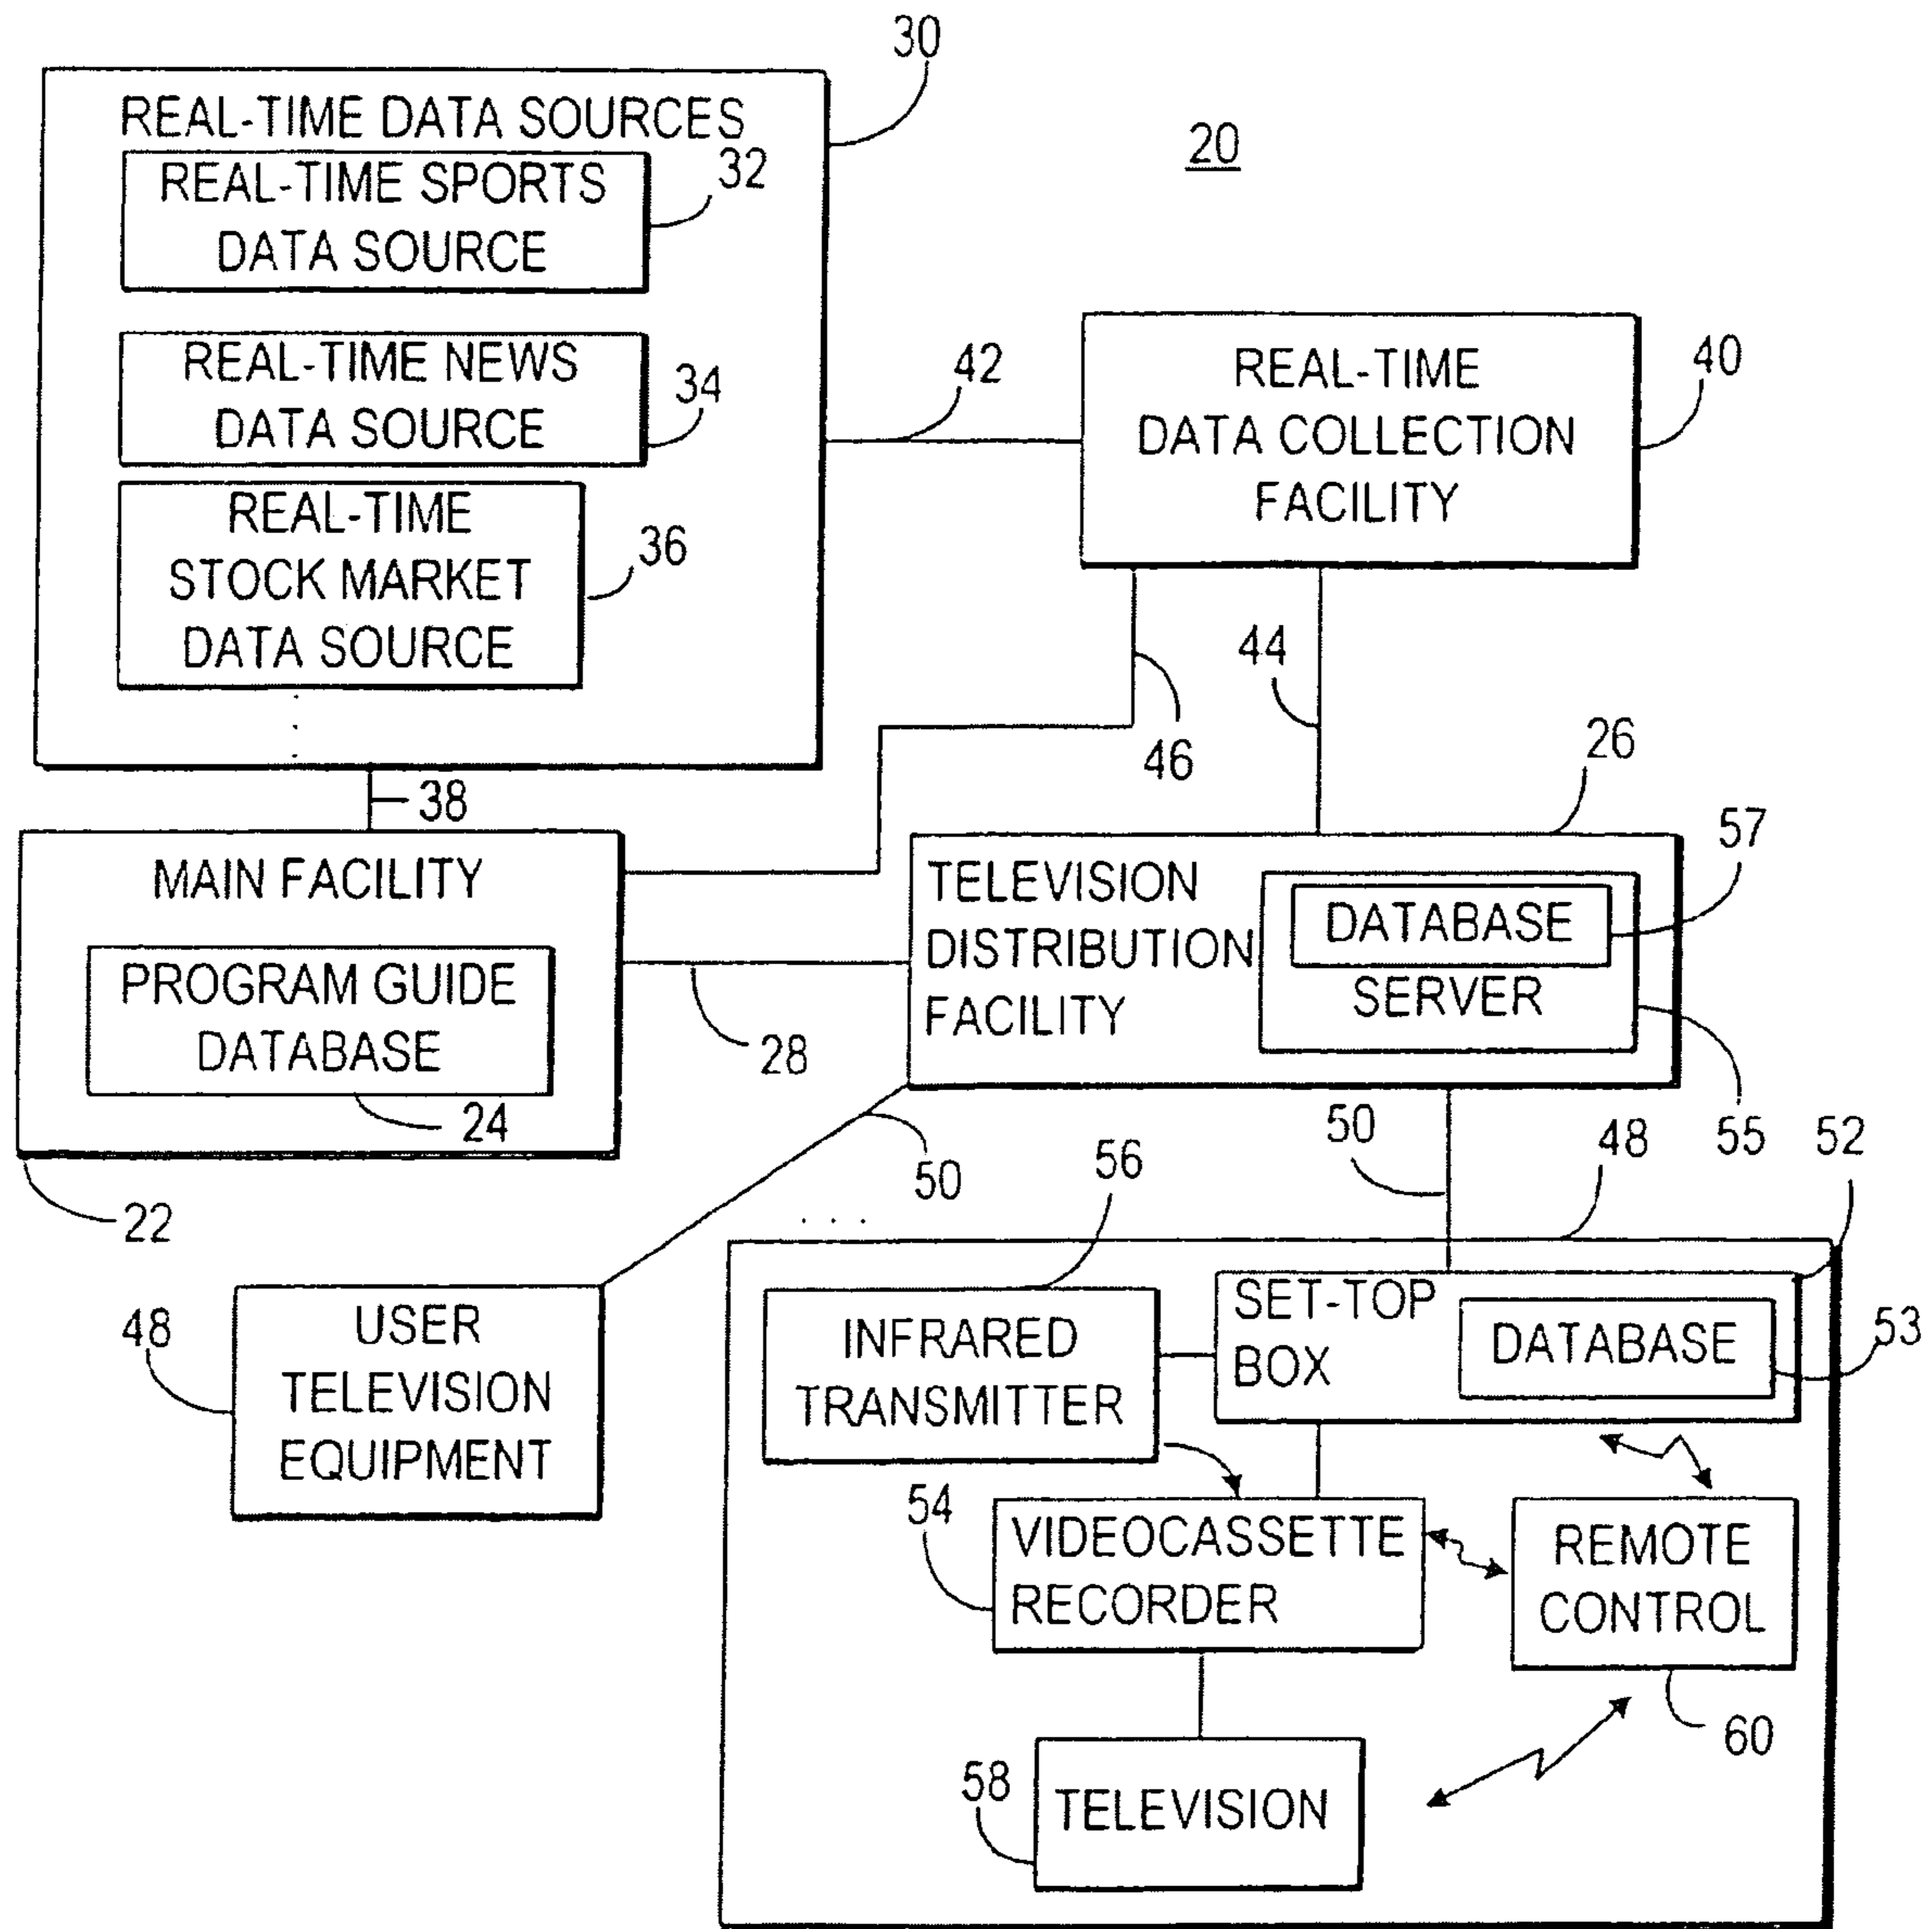 30
REAL-TIME DATA SOURCES
20
REAL-TIME SPORTS
DATA SOURCE
32
REAL-TIME NEWS
DATA SOURCE
34
REAL-TIME
STOCK MARKET
DATA SOURCE
36
42
REAL-TIME
DATA COLLECTION
FACILITY
40
44
46
38
26
57
MAIN FACILITY
PROGRAM GUIDE
DATABASE
24
22
28
TELEVISION
DISTRIBUTION
FACILITY
DATABASE
SERVER
55
50
50
56
48
52
48
USER
TELEVISION
EQUIPMENT
INFRARED
TRANSMITTER
SET-TOP
BOX
DATABASE
53
54
VIDEOCASSETTE
RECORDER
REMOTE
CONTROL
60
58
TELEVISION